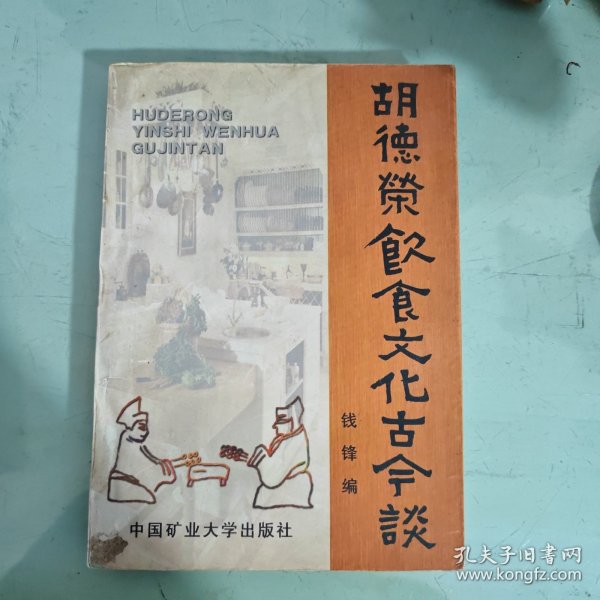 HUDERONG
YINSHI WENHUA
GUJINTAN
胡德榮飲食文化古今談
钱锋编
中国矿业大学出版社
孔夫子旧书网
www.kongfz.com